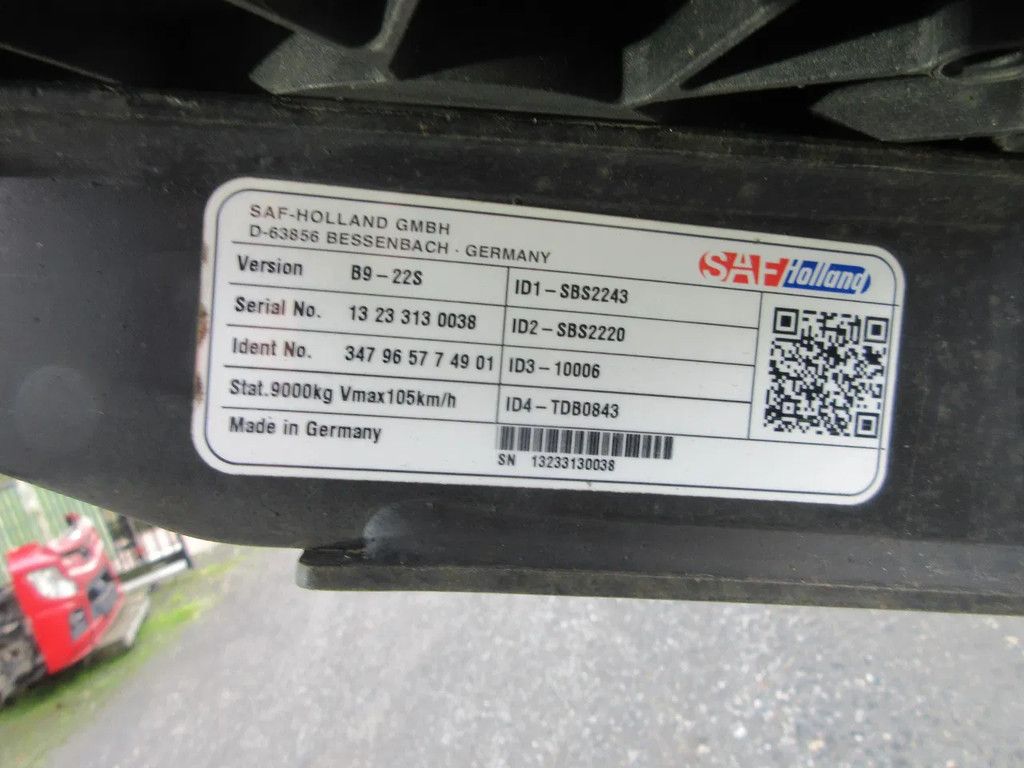 SAF-HOLLAND GMBH
D-63856 BESSENBACH · GERMANY
SAF Holland
Version B9-22S
Serial No. 13 23 313 0038
Ident No. 347 96 57 7 49 01
Stat.9000kg Vmax105km/h
Made in Germany
ID1-SBS2243
ID2-SBS2220
ID3-10006
ID4-TDB0843
SN 13233130038